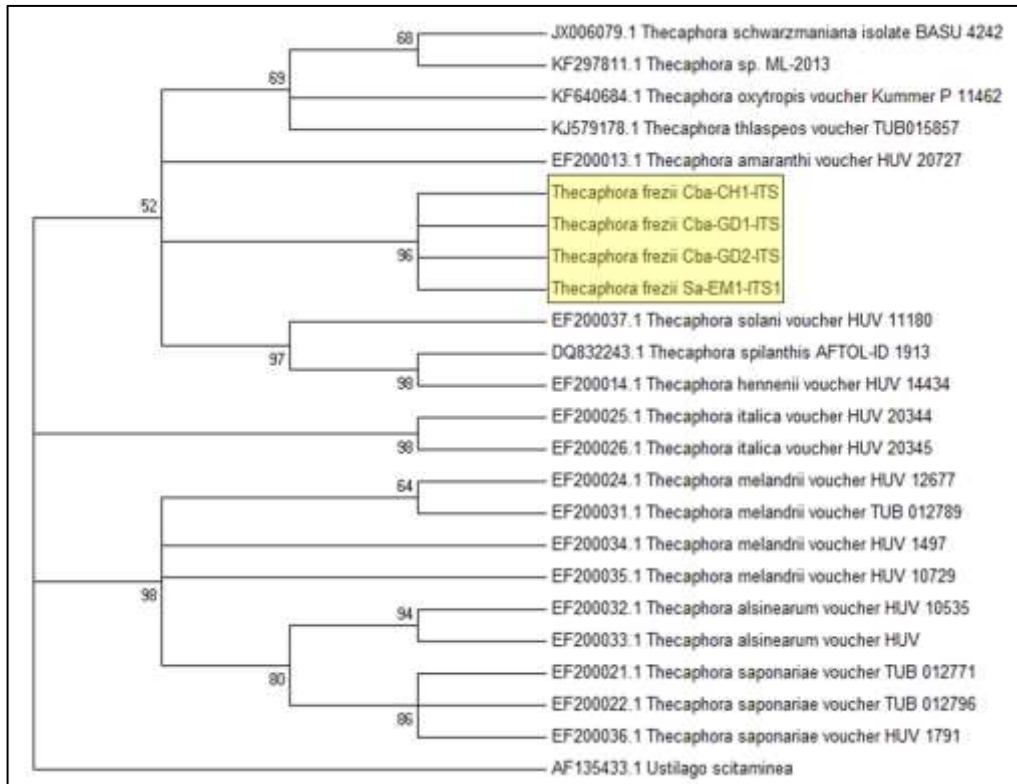 68
JX006079.1 Thecaphora schwarzmaniana isolate BASU 4242
KF297811.1 Thecaphora sp. ML-2013
69
KF640684.1 Thecaphora oxytropis voucher Kummer P 11462
KJ579178.1 Thecaphora thlaspeos voucher TUB015857
EF200013.1 Thecaphora amaranthi voucher HUV 20727
52
Thecaphora frezii Cba-CH1-ITS
Thecaphora frezii Cba-GD1-ITS
96
Thecaphora frezii Cba-GD2-ITS
Thecaphora frezii Sa-EM1-ITS1
EF200037.1 Thecaphora solani voucher HUV 11180
97
DQ832243.1 Thecaphora spilanthis AFTOL-ID 1913
98
EF200014.1 Thecaphora hennenii voucher HUV 14434
EF200025.1 Thecaphora italica voucher HUV 20344
98
EF200026.1 Thecaphora italica voucher HUV 20345
64
EF200024.1 Thecaphora melandrii voucher HUV 12677
EF200031.1 Thecaphora melandrii voucher TUB 012789
EF200034.1 Thecaphora melandrii voucher HUV 1497
EF200035.1 Thecaphora melandrii voucher HUV 10729
98
94
EF200032.1 Thecaphora alsinearum voucher HUV 10535
EF200033.1 Thecaphora alsinearum voucher HUV
80
EF200021.1 Thecaphora saponariae voucher TUB 012771
EF200022.1 Thecaphora saponariae voucher TUB 012796
86
EF200036.1 Thecaphora saponariae voucher HUV 1791
AF135433.1 Ustilago scitaminea